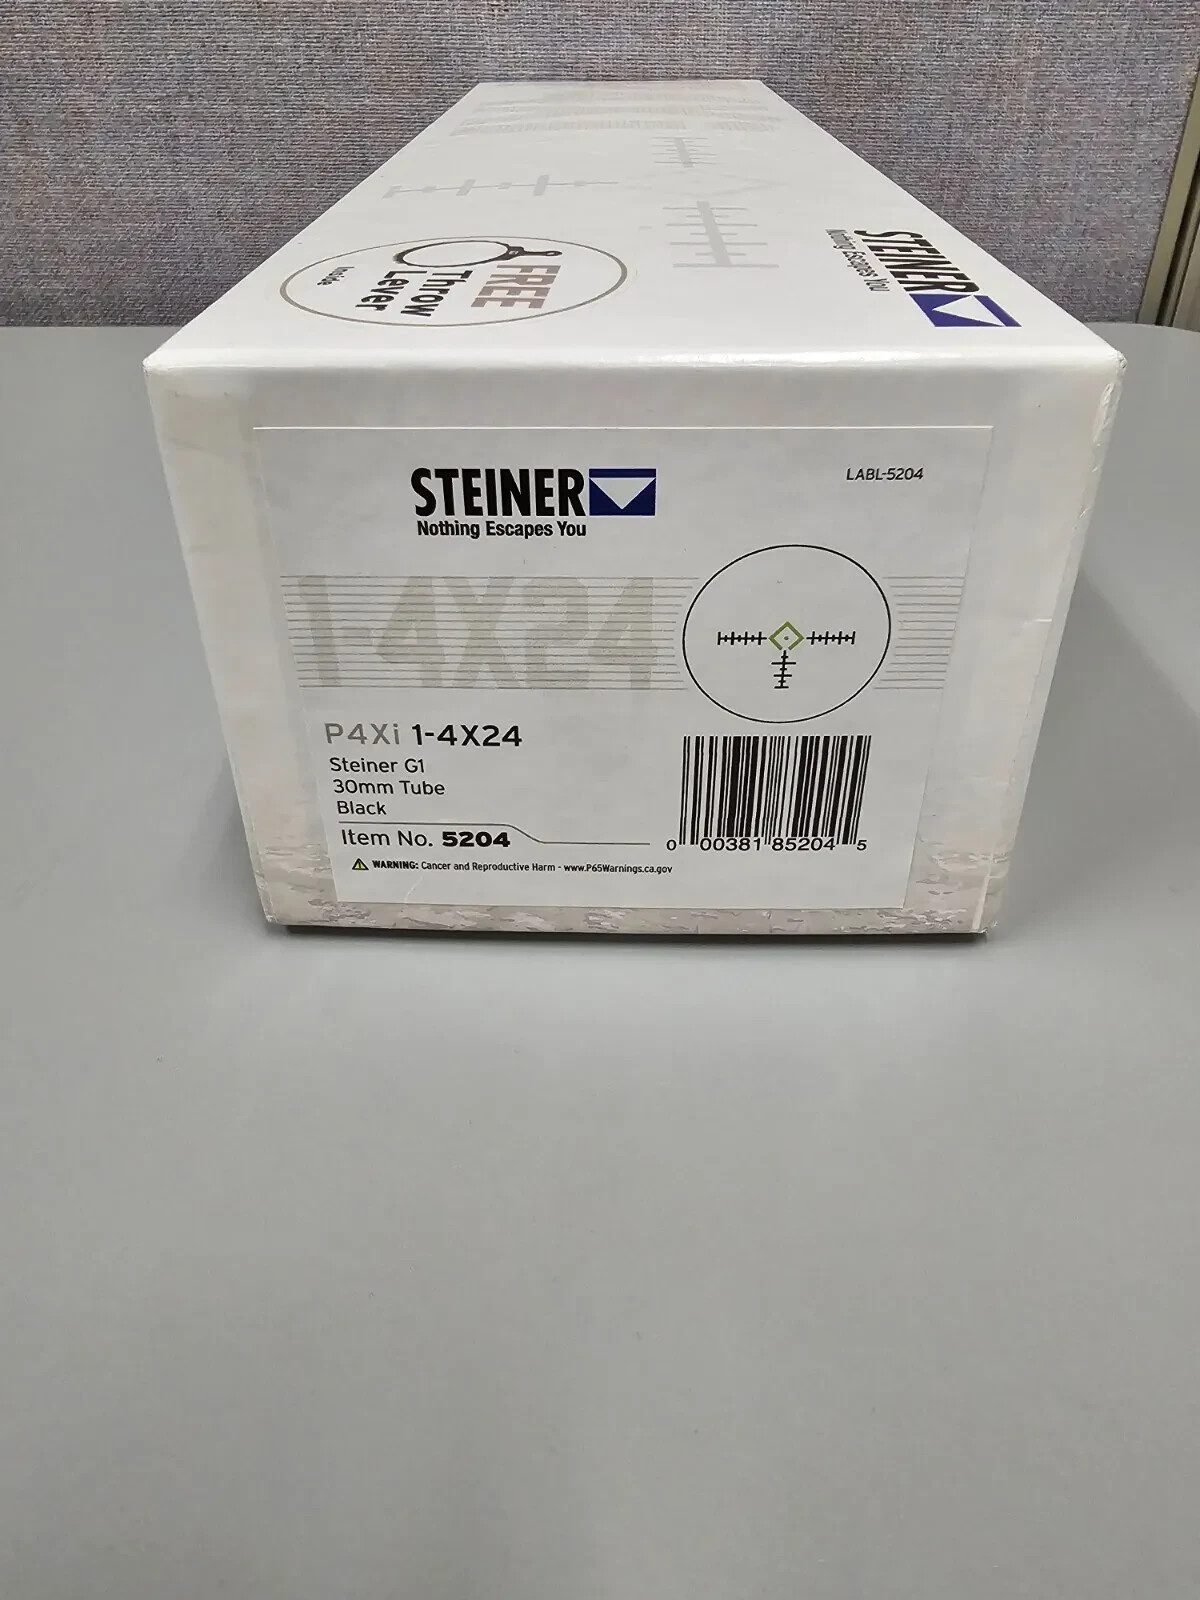 STEINER
Nothing Escapes You
FREE
Throw
Lever
Inside
STEINER
Nothing Escapes You
LABL-5204
1-4X24
P4Xi 1-4X24
Steiner G1
30mm Tube
Black
Item No. 5204
WARNING: Cancer and Reproductive Harm - www.P65Warnings.ca.gov
0 00381 85204 5